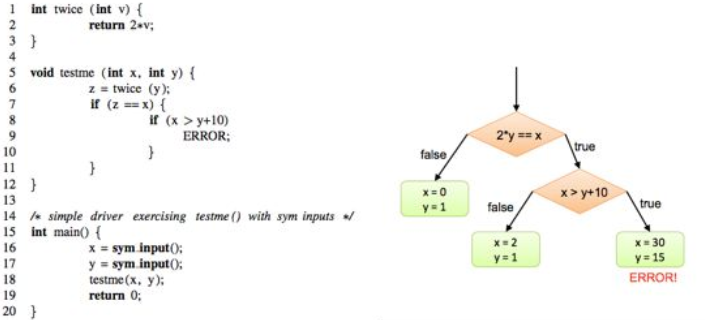 1 int twice (int v) {
2 return 2*v;
3 }
4
5 void testme (int x, int y) {
6 z = twice (y);
7 if (z == x) {
8 if (x > y+10)
9 ERROR;
10 }
11 }
12 }
13
14 /* simple driver exercising testme() with sym inputs */
15 int main() {
16 x = sym_input();
17 y = sym_input();
18 testme(x, y);
19 return 0;
20 }
2*y == x
false
true
x = 0
y = 1
x > y+10
false
true
x = 2
y = 1
x = 30
y = 15
ERROR!